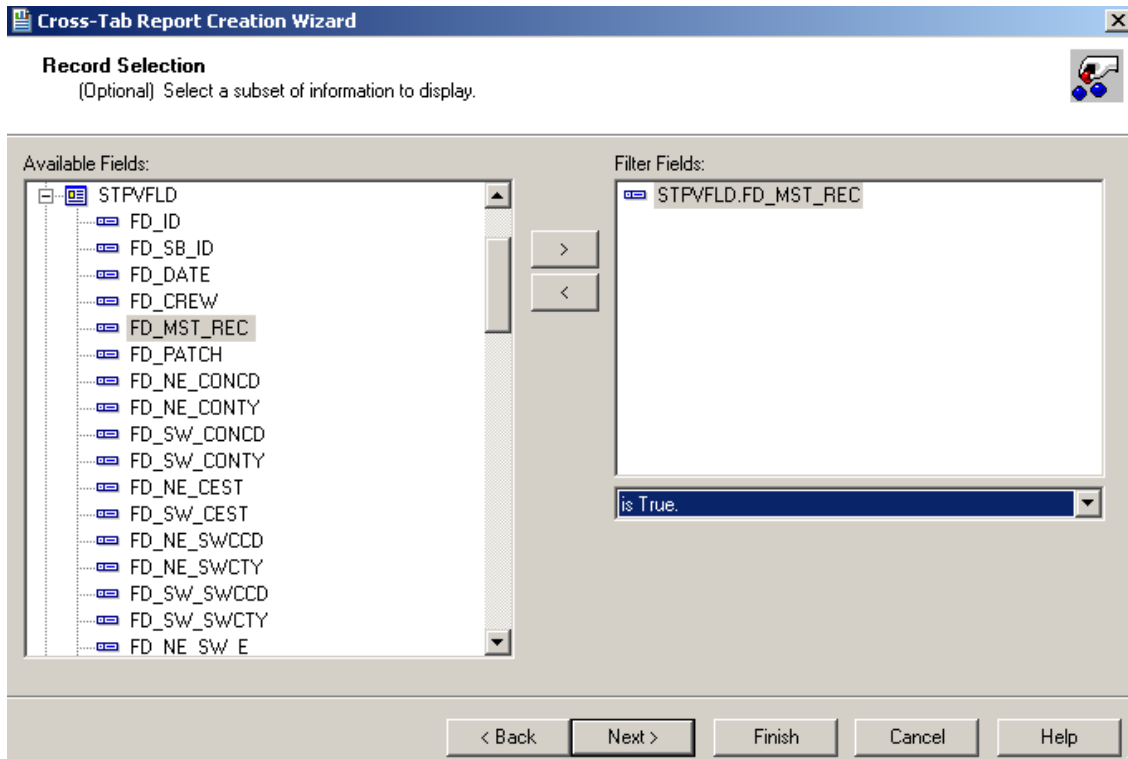 Cross-Tab Report Creation Wizard
Record Selection
(Optional) Select a subset of information to display.
Available Fields:
STPVFLD
FD_ID
FD_SB_ID
FD_DATE
FD_CREW
FD_MST_REC
FD_PATCH
FD_NE_CONCD
FD_NE_CONTY
FD_SW_CONCD
FD_SW_CONTY
FD_NE_CEST
FD_SW_CEST
FD_NE_SWCCD
FD_NE_SWCTY
FD_SW_SWCCD
FD_SW_SWCTY
FD_NE_SW_E
>
<
Filter Fields:
STPVFLD.FD_MST_REC
is True.
< Back Next > Finish Cancel Help